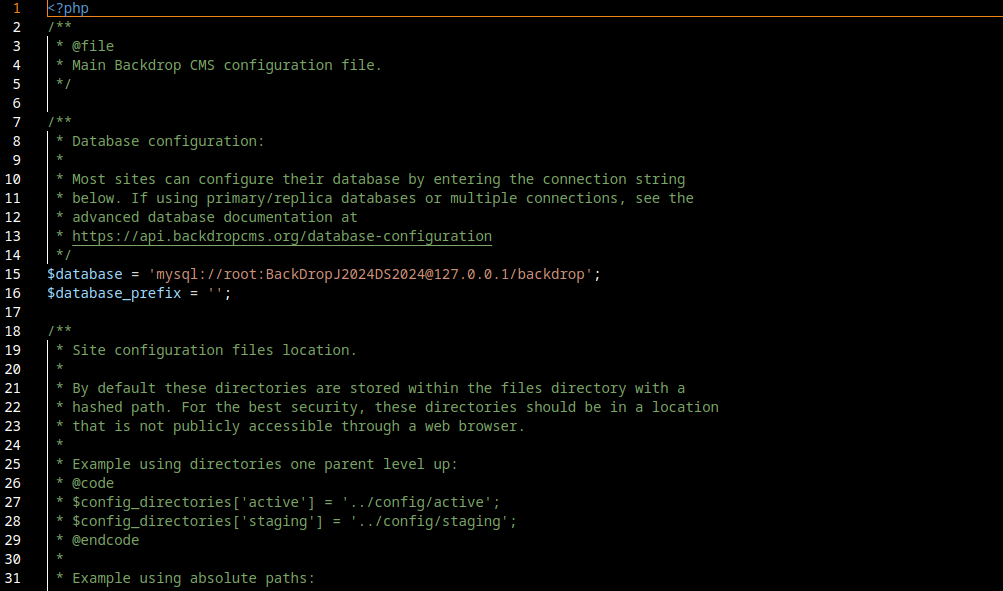 1 <?php
2 /**
3 * @file
4 * Main Backdrop CMS configuration file.
5 */
6
7 /**
8 * Database configuration:
9 *
10 * Most sites can configure their database by entering the connection string
11 * below. If using primary/replica databases or multiple connections, see the
12 * advanced database documentation at
13 * https://api.backdropcms.org/database-configuration
14 */
15 $database = 'mysql://root:BackDropJ2024DS2024@127.0.0.1/backdrop';
16 $database_prefix = '';
17
18 /**
19 * Site configuration files location.
20 *
21 * By default these directories are stored within the files directory with a
22 * hashed path. For the best security, these directories should be in a location
23 * that is not publicly accessible through a web browser.
24 *
25 * Example using directories one parent level up:
26 * @code
27 * $config_directories['active'] = '../config/active';
28 * $config_directories['staging'] = '../config/staging';
29 * @endcode
30 *
31 * Example using absolute paths: